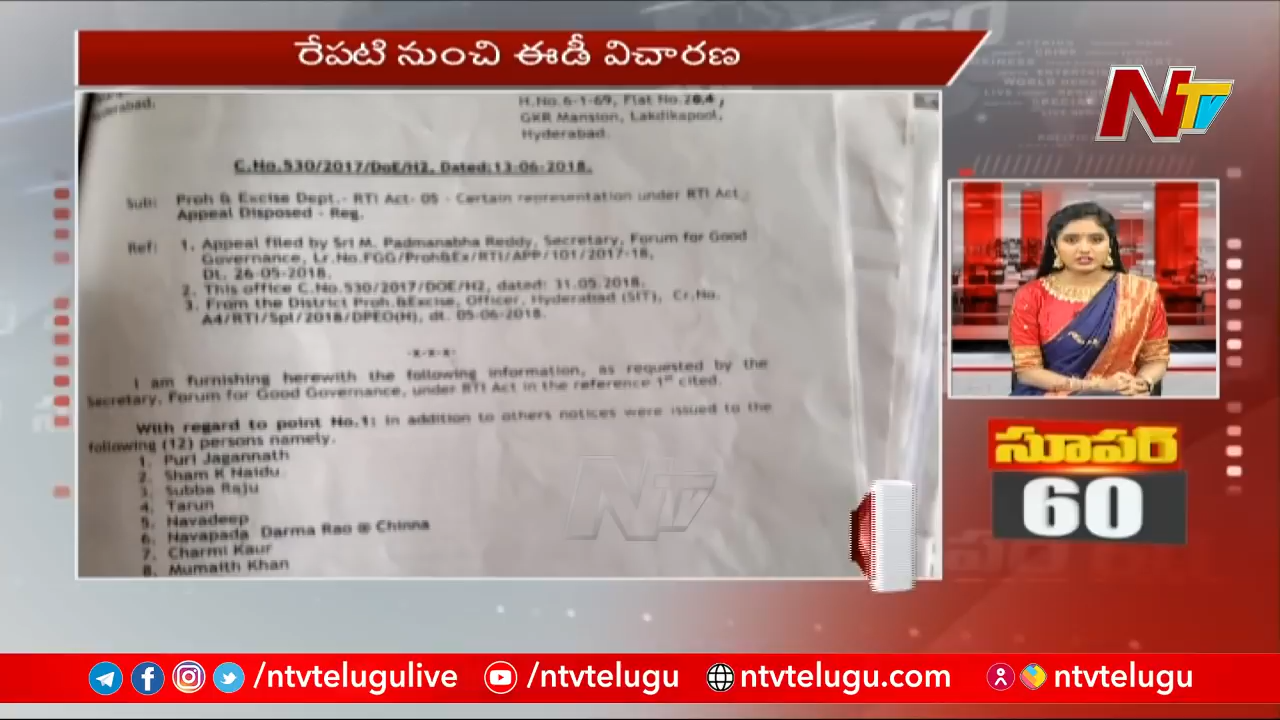 రేపటి నుంచి ఈడీ విచారణ
NTV
H.No.6-1-69, Flat No.204,
GKR Mansion, Lakdikapool,
Hyderabad.
C.No.530/2017/DoE/H2, Dated:13-06-2018.
Sub: Proh & Excise Dept.- RTI Act- 05 - Certain representation under RTI Act -
Appeal Disposed - Reg.
Ref: 1. Appeal filed by Sri M. Padmanabha Reddy, Secretary, Forum for Good
Governance, Lr.No.FGG/Proh&Ex/RTI/APP/101/2017-18,
Dt. 26-05-2018.
2. This office C.No.530/2017/DOE/H2, dated: 31.05.2018.
3. From the District Proh.&Excise, Officer, Hyderabad (SIT), Cr.No.
A4/RTI/Spl/2018/DPEO(H), dt. 05-06-2018.
-x-x-x-
I am furnishing herewith the following information, as requested by the
Secretary, Forum for Good Governance, under RTI Act in the reference 1st cited.
With regard to point No.1: In addition to others notices were issued to the
following (12) persons namely.
1. Puri Jagannath
2. Sham K Naidu
3. Subba Raju
4. Tarun
5. Navadeep
6. Navapada Darma Rao @ Chinna
7. Charmi Kaur
8. Mumaith Khan
NTV
సూపర్
60
/ntvtelugulive
/ntvtelugu
ntvtelugu.com
ntvtelugu